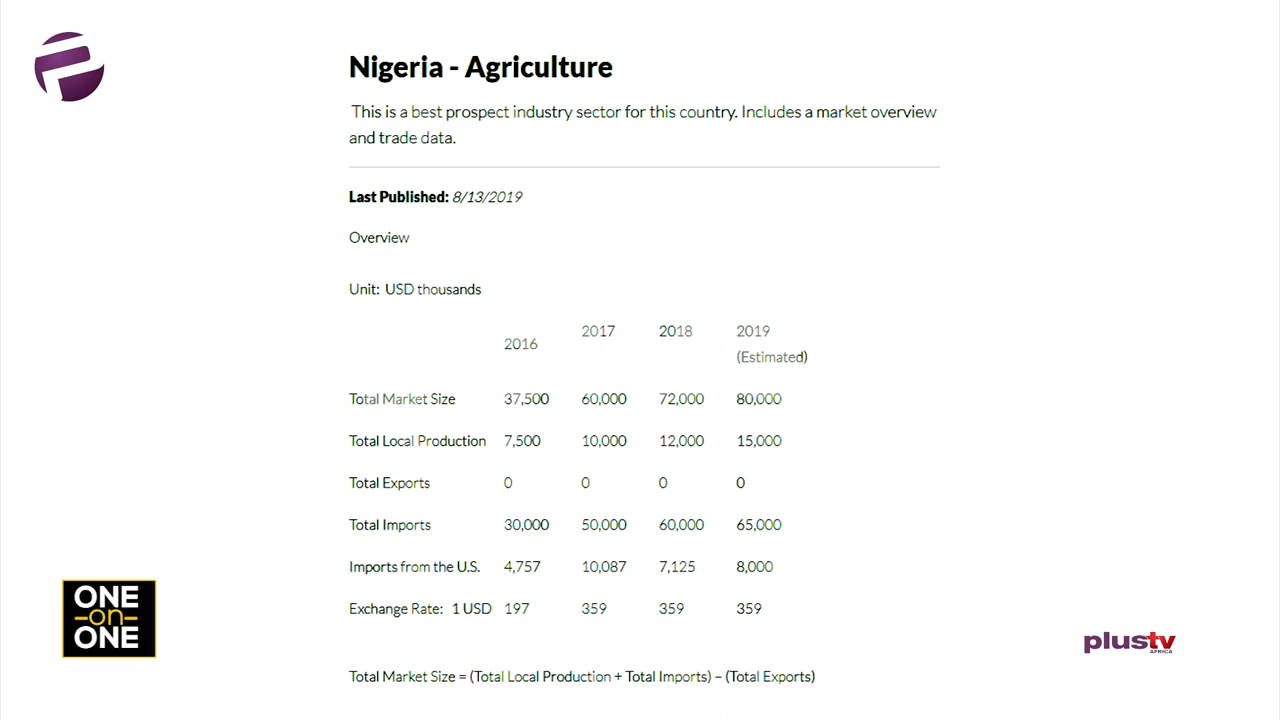 Nigeria - Agriculture
This is a best prospect industry sector for this country. Includes a market overview
and trade data.
Last Published: 8/13/2019
Overview
Unit: USD thousands
2016 2017 2018 2019
(Estimated)
Total Market Size 37,500 60,000 72,000 80,000
Total Local Production 7,500 10,000 12,000 15,000
Total Exports 0 0 0 0
Total Imports 30,000 50,000 60,000 65,000
Imports from the U.S. 4,757 10,087 7,125 8,000
Exchange Rate: 1 USD 197 359 359 359
Total Market Size = (Total Local Production + Total Imports) – (Total Exports)
ONE
on
ONE
plustv
AFRICA